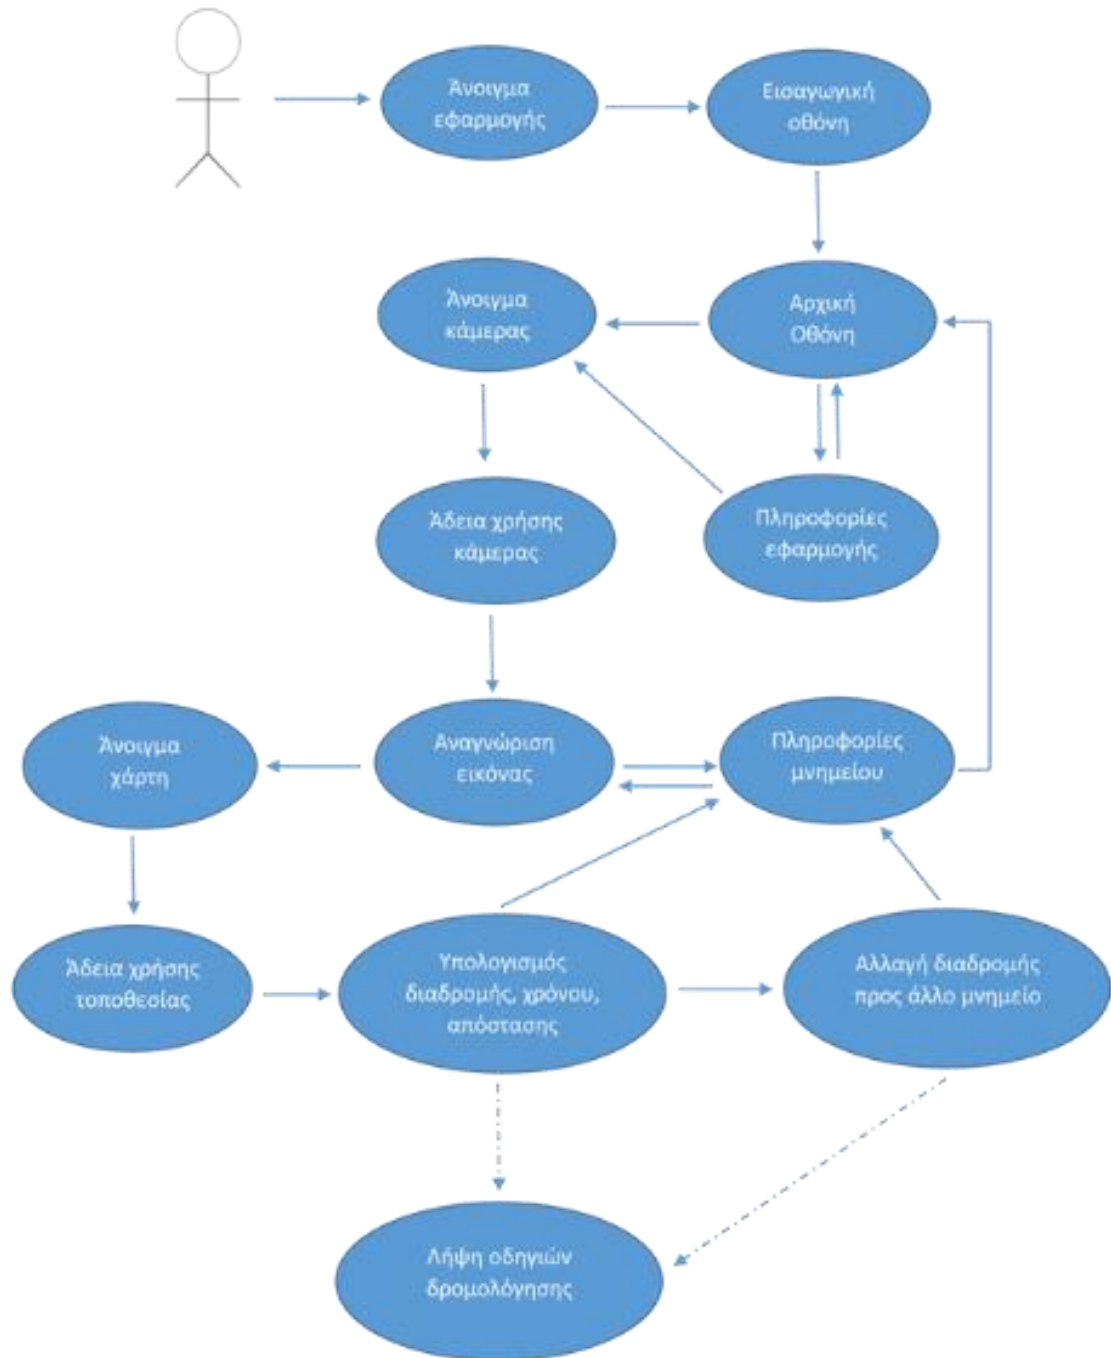 Άνοιγμα
εφαρμογής
Εισαγωγική
οθόνη
Άνοιγμα
κάμερας
Αρχική
Οθόνη
Άδεια χρήσης
κάμερας
Πληροφορίες
εφαρμογής
Άνοιγμα
χάρτη
Αναγνώριση
εικόνας
Πληροφορίες
μνημείου
Άδεια χρήσης
τοποθεσίας
Υπολογισμός
διαδρομής, χρόνου,
απόστασης
Αλλαγή διαδρομής
προς άλλο μνημείο
Λήψη οδηγιών
δρομολόγησης